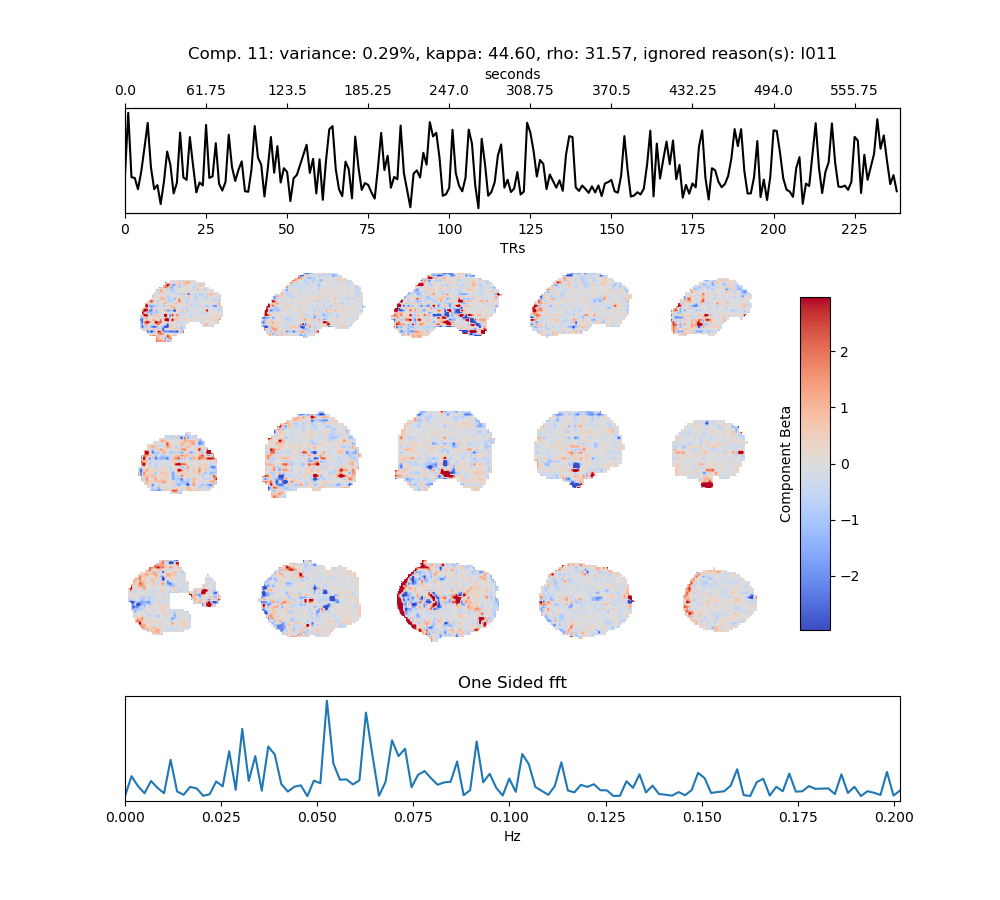 Comp. 11: variance: 0.29%, kappa: 44.60, rho: 31.57, ignored reason(s): I011
seconds
0.0 61.75 123.5 185.25 247.0 308.75 370.5 432.25 494.0 555.75
0 25 50 75 100 125 150 175 200 225
TRs
2
1
0
−1
−2
Component Beta
One Sided fft
0.000 0.025 0.050 0.075 0.100 0.125 0.150 0.175 0.200
Hz